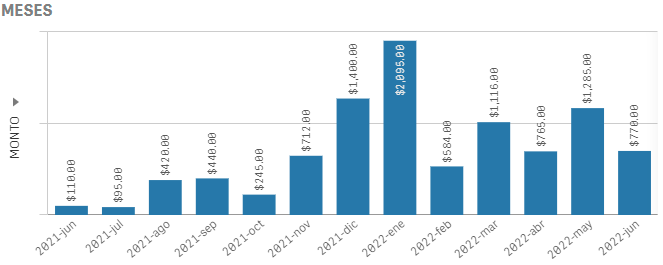 MESES
MONTO
$110.00
$95.00
$420.00
$440.00
$245.00
$712.00
$1,400.00
$2,095.00
$584.00
$1,116.00
$765.00
$1,285.00
$770.00
2021-jun
2021-jul
2021-ago
2021-sep
2021-oct
2021-nov
2021-dic
2022-ene
2022-feb
2022-mar
2022-abr
2022-may
2022-jun